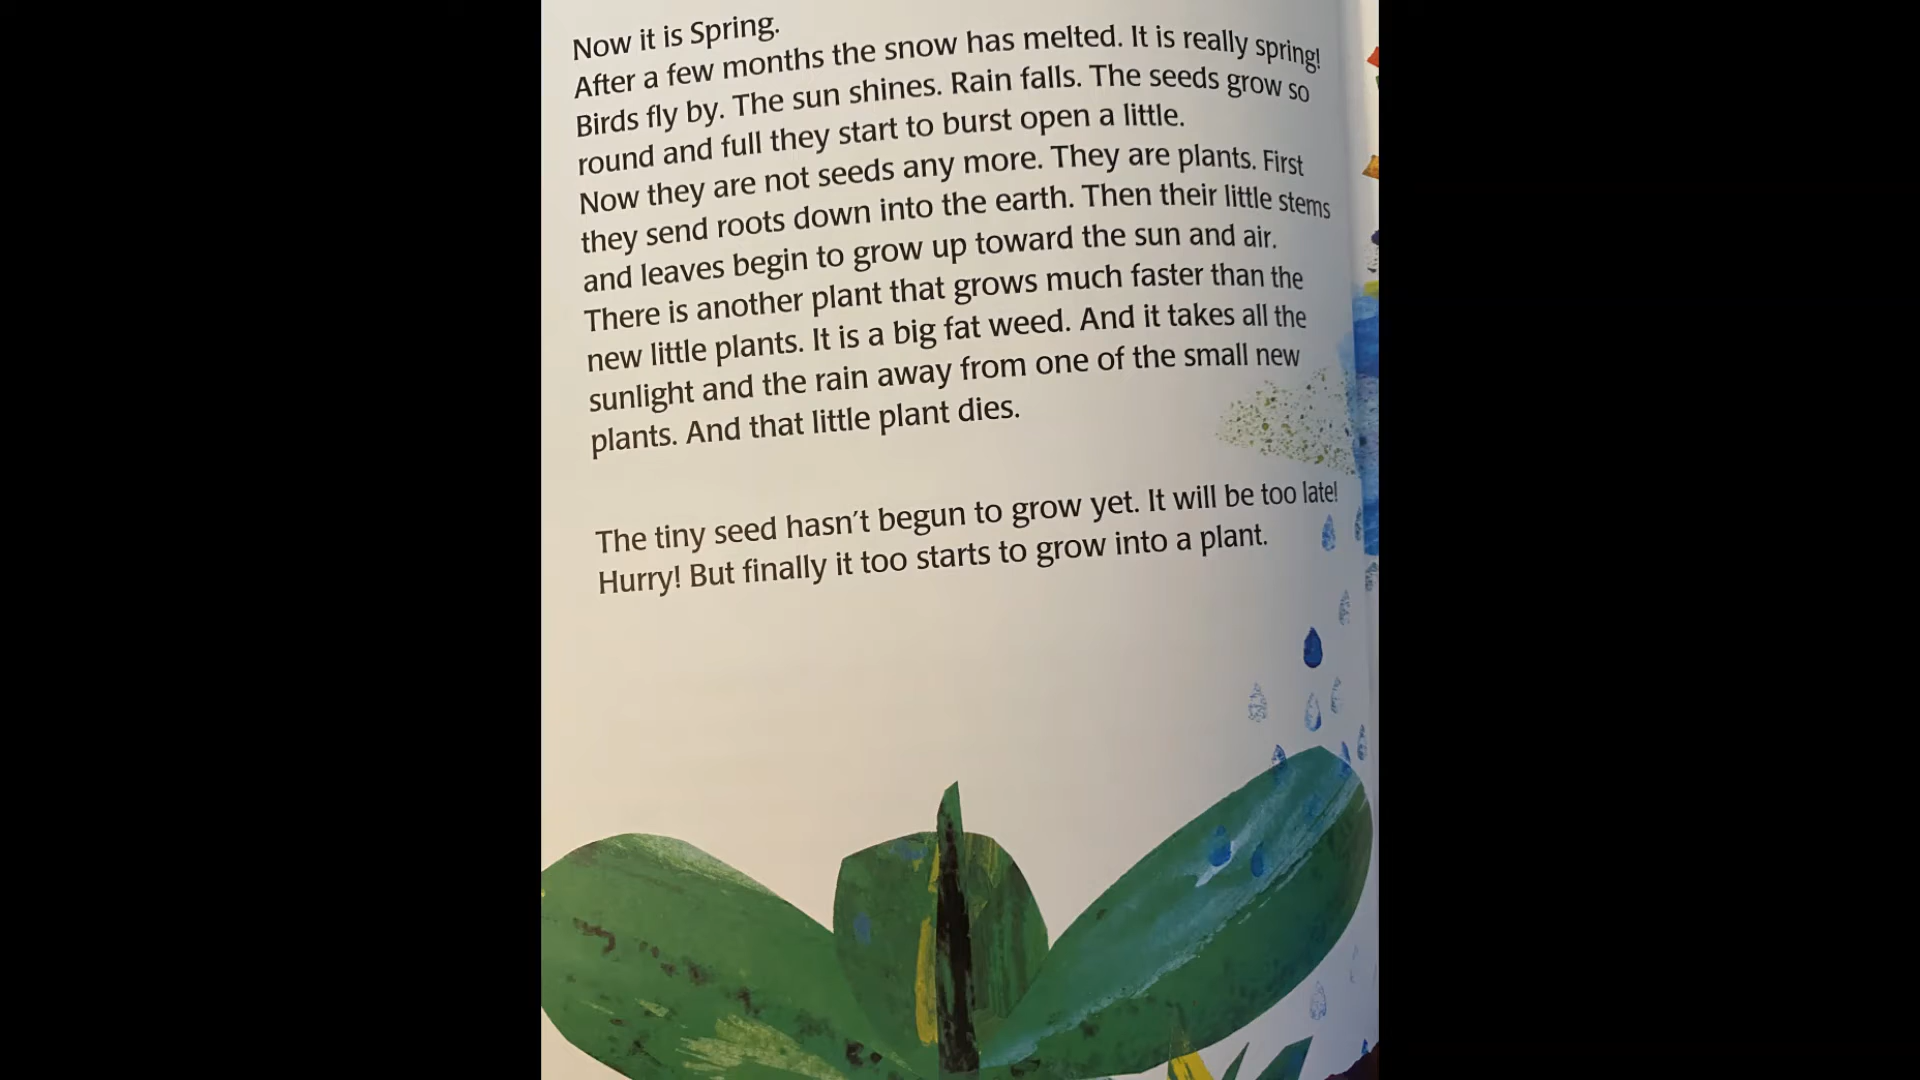 Now it is Spring.
After a few months the snow has melted. It is really spring!
Birds fly by. The sun shines. Rain falls. The seeds grow so
round and full they start to burst open a little.
Now they are not seeds any more. They are plants. First
they send roots down into the earth. Then their little stems
and leaves begin to grow up toward the sun and air.
There is another plant that grows much faster than the
new little plants. It is a big fat weed. And it takes all the
sunlight and the rain away from one of the small new
plants. And that little plant dies.
The tiny seed hasn't begun to grow yet. It will be too late!
Hurry! But finally it too starts to grow into a plant.